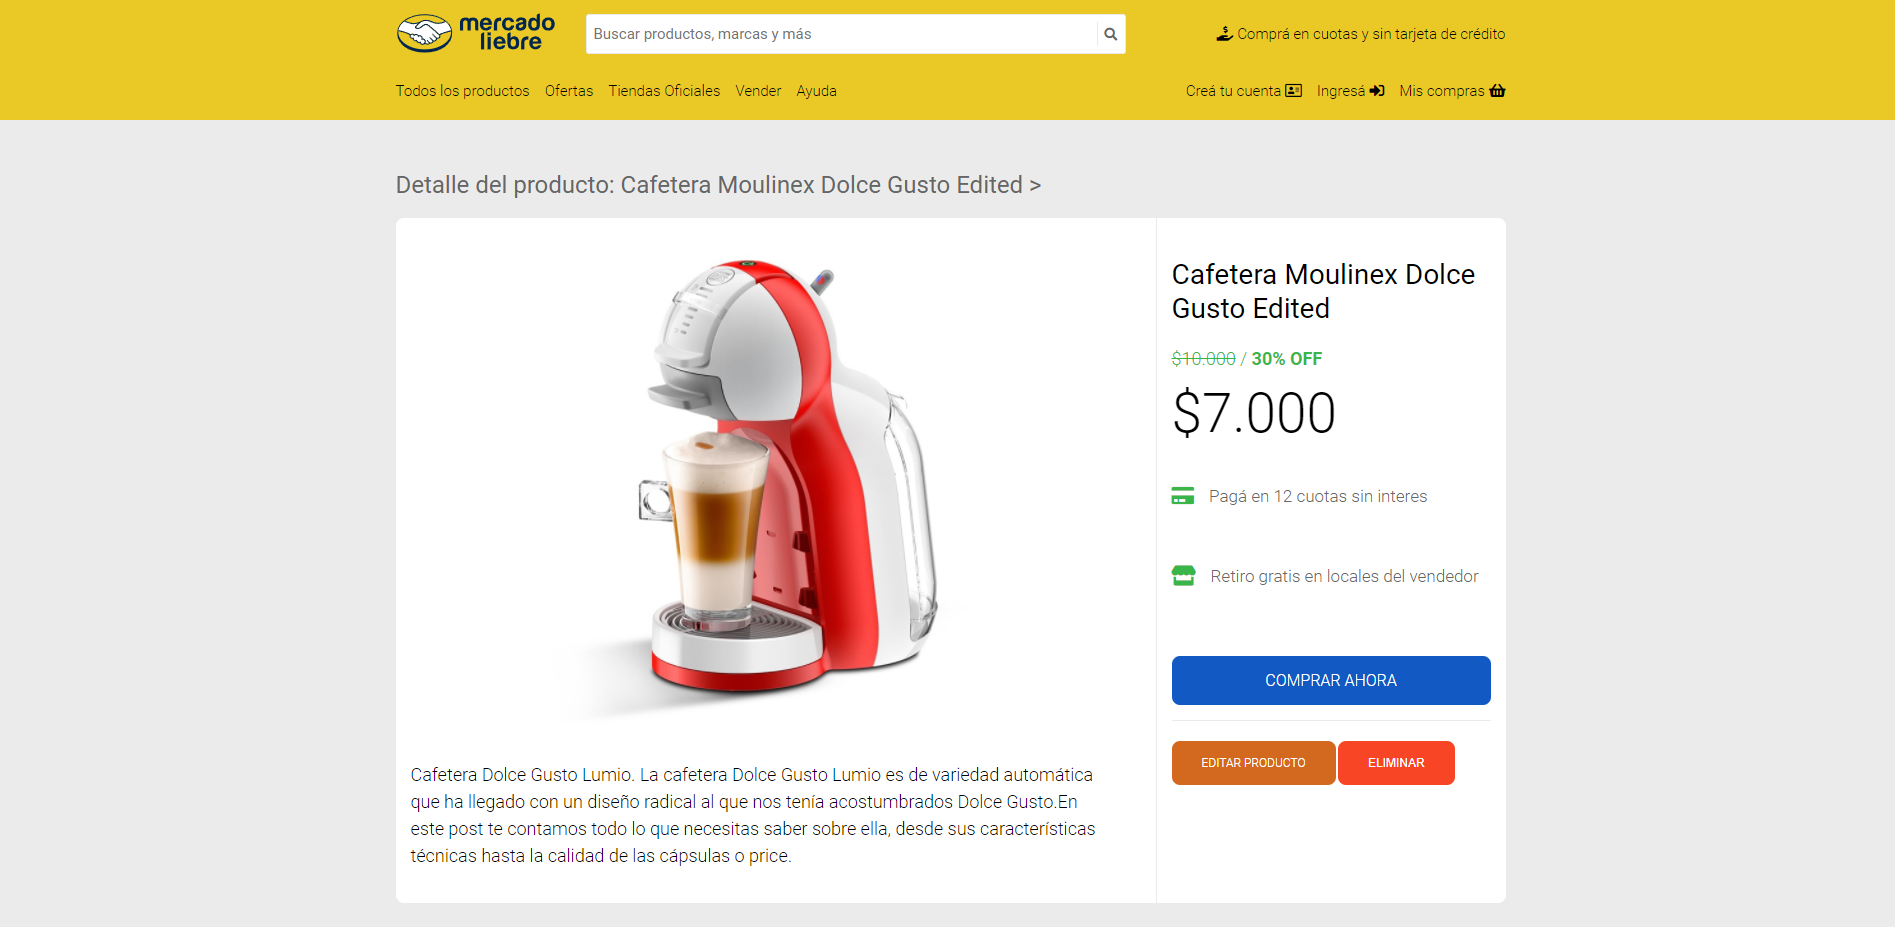 mercado
liebre
Buscar productos, marcas y más
Comprá en cuotas y sin tarjeta de crédito
Todos los productos Ofertas Tiendas Oficiales Vender Ayuda
Creá tu cuenta Ingresá Mis compras
Detalle del producto: Cafetera Moulinex Dolce Gusto Edited >
Cafetera Moulinex Dolce
Gusto Edited
$10.000 / 30% OFF
$7.000
Pagá en 12 cuotas sin interes
Retiro gratis en locales del vendedor
COMPRAR AHORA
EDITAR PRODUCTO ELIMINAR
Cafetera Dolce Gusto Lumio. La cafetera Dolce Gusto Lumio es de variedad automática
que ha llegado con un diseño radical al que nos tenía acostumbrados Dolce Gusto.En
este post te contamos todo lo que necesitas saber sobre ella, desde sus características
técnicas hasta la calidad de las cápsulas o price.